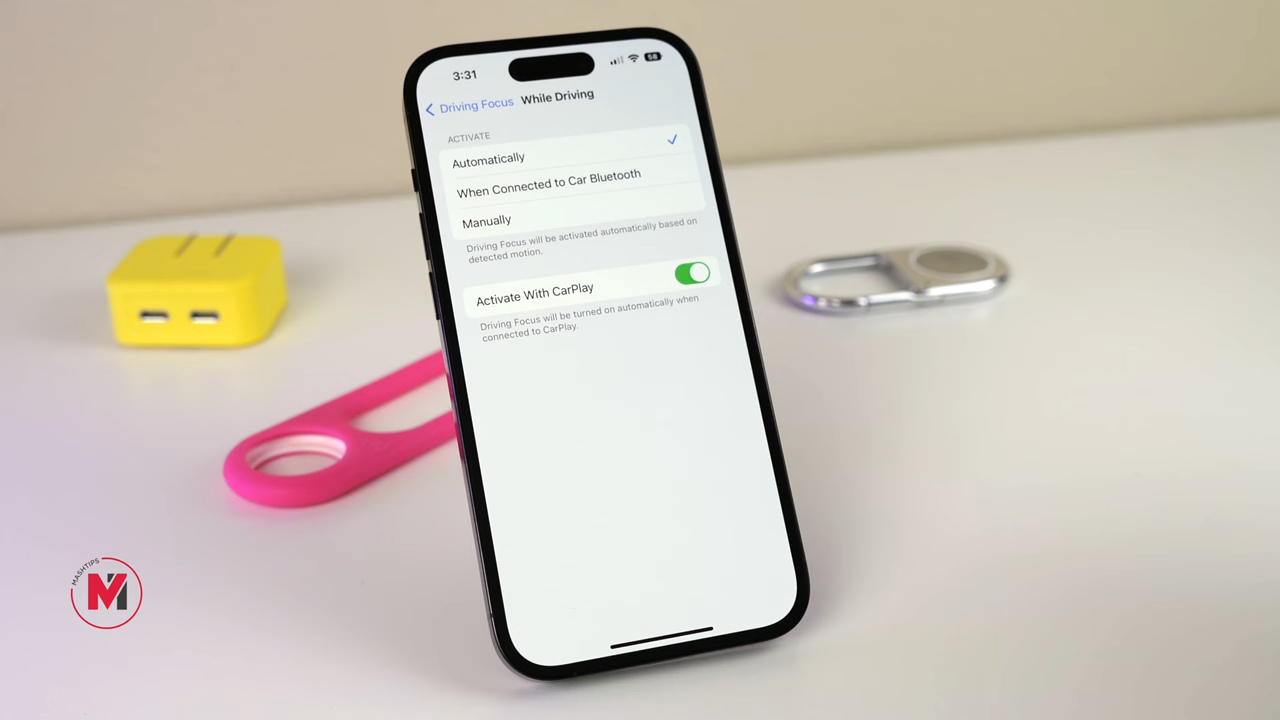 3:31
58
Driving Focus
While Driving
ACTIVATE
Automatically
When Connected to Car Bluetooth
Manually
Driving Focus will be activated automatically based on
detected motion.
Activate With CarPlay
Driving Focus will be turned on automatically when
connected to CarPlay.
MASHTIPS
M